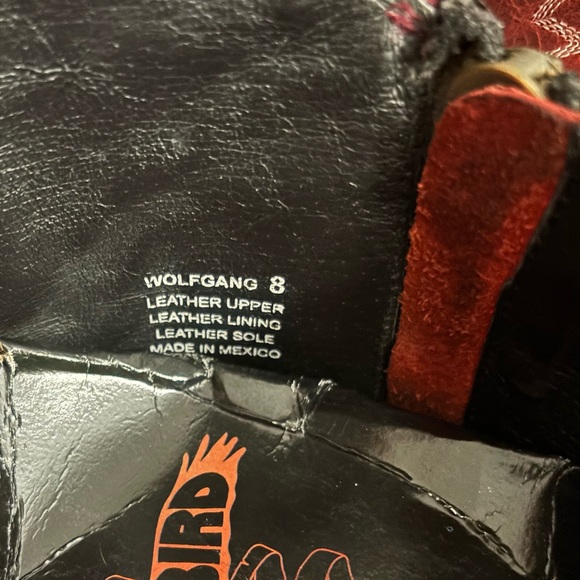 WOLFGANG 8
LEATHER UPPER
LEATHER LINING
LEATHER SOLE
MADE IN MEXICO
BIRD